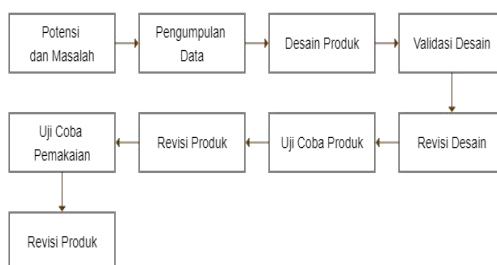 Potensi
dan Masalah
Pengumpulan
Data
Desain Produk
Validasi Desain
Revisi Desain
Uji Coba Produk
Revisi Produk
Uji Coba
Pemakaian
Revisi Produk